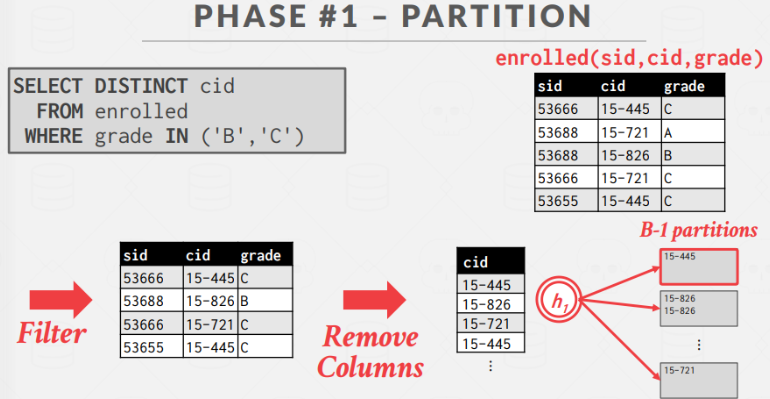 PHASE #1 – PARTITION
SELECT DISTINCT cid
FROM enrolled
WHERE grade IN ('B','C')
enrolled(sid,cid,grade)
sid cid grade
53666 15-445 C
53688 15-721 A
53688 15-826 B
53666 15-721 C
53655 15-445 C
Filter
sid cid grade
53666 15-445 C
53688 15-826 B
53666 15-721 C
53655 15-445 C
Remove
Columns
cid
15-445
15-826
15-721
15-445
⋮
h1
B-1 partitions
15-445
15-826
15-826
⋮
15-721